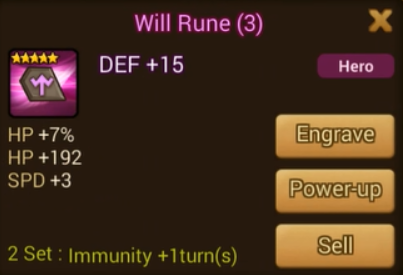 Will Rune (3)
DEF +15
Hero
HP +7%
HP +192
SPD +3
Engrave
Power-up
Sell
2 Set : Immunity +1turn(s)